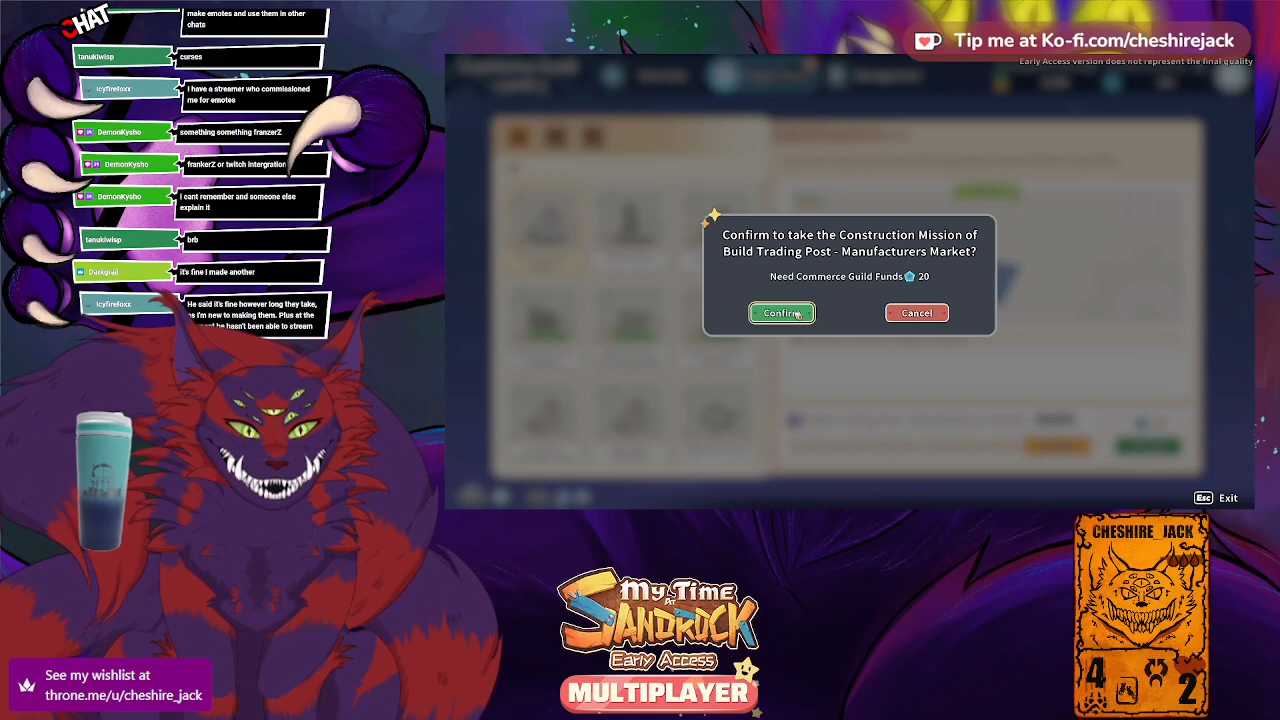 CHAT
make emotes and use them in other
chats
tanukiwisp
curses
Icyfirefoxx
I have a streamer who commissioned
me for emotes
DemonKysho
something something franzerZ
DemonKysho
frankerZ or twitch intergration
DemonKysho
i cant remember and someone else
explain it
tanukiwisp
brb
Darkgrail
it's fine I made another
Icyfirefoxx
He said it's fine however long they take,
as I'm new to making them. Plus at the
he hasn't been able to stream
Tip me at Ko-fi.com/cheshirejack
Early Access version does not represent the final quality
Confirm to take the Construction Mission of
Build Trading Post - Manufacturers Market?
Need Commerce Guild Funds 20
Confirm
Cancel
Esc Exit
See my wishlist at
throne.me/u/cheshire_jack
My Time
AT
SANDROCK
Early Access
MULTIPLAYER
CHESHIRE_JACK
4
2